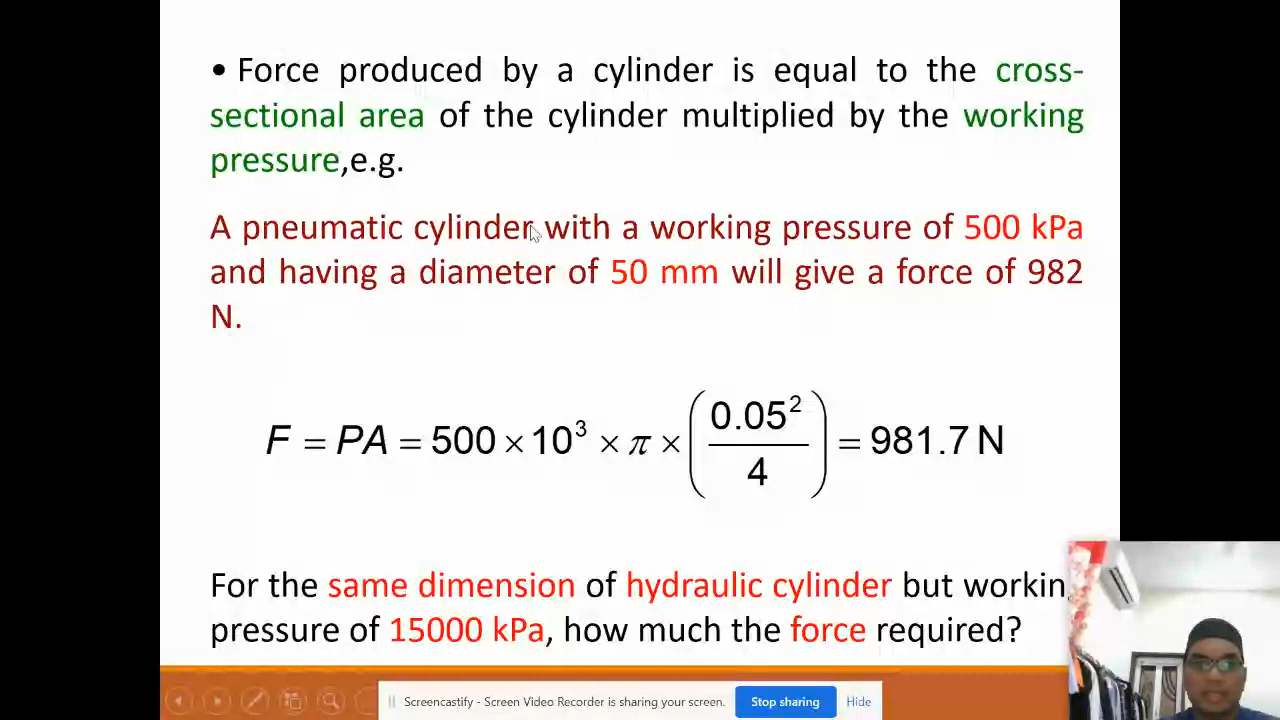 • Force produced by a cylinder is equal to the cross-
sectional area of the cylinder multiplied by the working
pressure,e.g.
A pneumatic cylinder with a working pressure of 500 kPa
and having a diameter of 50 mm will give a force of 982
N.
F = PA = 500 × 10³ × π × (0.05²/4) = 981.7 N
For the same dimension of hydraulic cylinder but workin
pressure of 15000 kPa, how much the force required?
Screencastify - Screen Video Recorder is sharing your screen. Stop sharing Hide